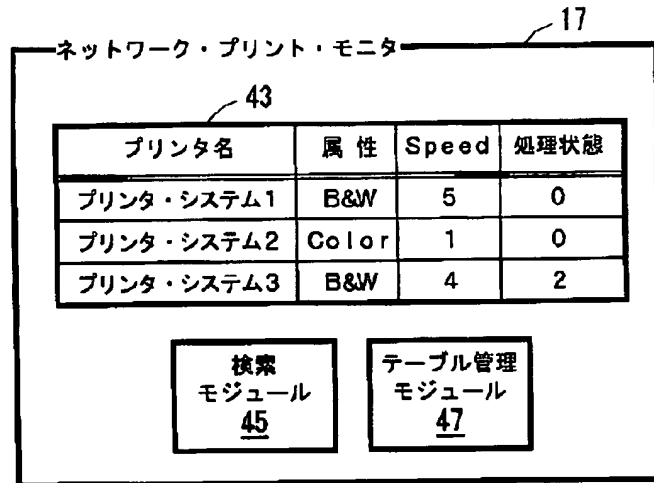 17
ネットワーク・プリント・モニタ
43
プリンタ名 属性 Speed 処理状態
プリンタ・システム1 B&W 5 0
プリンタ・システム2 Color 1 0
プリンタ・システム3 B&W 4 2
検索 テーブル管理
モジュール モジュール
45 47